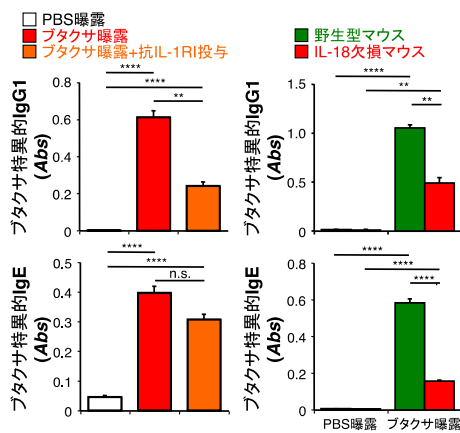 PBS曝露
ブタクサ曝露
ブタクサ曝露+抗IL-1RI投与
野生型マウス
IL-18欠損マウス
ブタクサ特異的IgG1
(Abs)
0.8
0.6
0.4
0.2
0
****
****
**
ブタクサ特異的IgG1
(Abs)
1.5
1.0
0.5
0
****
**
**
ブタクサ特異的IgE
(Abs)
0.5
0.4
0.3
0.2
0.1
0
****
****
n.s.
ブタクサ特異的IgE
(Abs)
0.8
0.6
0.4
0.2
0
****
****
****
PBS曝露 ブタクサ曝露